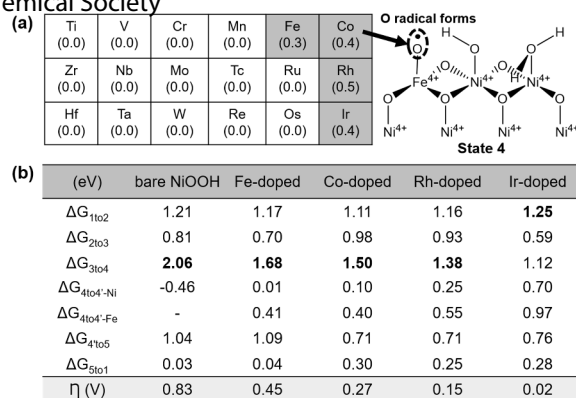 emical Society
(a)
Ti V Cr Mn Fe Co
(0.0) (0.0) (0.0) (0.0) (0.3) (0.4)
Zr Nb Mo Tc Ru Rh
(0.0) (0.0) (0.0) (0.0) (0.0) (0.5)
Hf Ta W Re Os Ir
(0.0) (0.0) (0.0) (0.0) (0.0) (0.4)
O radical forms
H H
O O O
O O H
Fe4+ Ni4+ Ni4+
O O O O
Ni4+ Ni4+ Ni4+ Ni4+
State 4
(b)
(eV) bare NiOOH Fe-doped Co-doped Rh-doped Ir-doped
ΔG1to2 1.21 1.17 1.11 1.16 1.25
ΔG2to3 0.81 0.70 0.98 0.93 0.59
ΔG3to4 2.06 1.68 1.50 1.38 1.12
ΔG4to4'-Ni -0.46 0.01 0.10 0.25 0.70
ΔG4to4'-Fe - 0.41 0.40 0.55 0.97
ΔG4'to5 1.04 1.09 0.71 0.71 0.76
ΔG5to1 0.03 0.04 0.30 0.25 0.28
η (V) 0.83 0.45 0.27 0.15 0.02